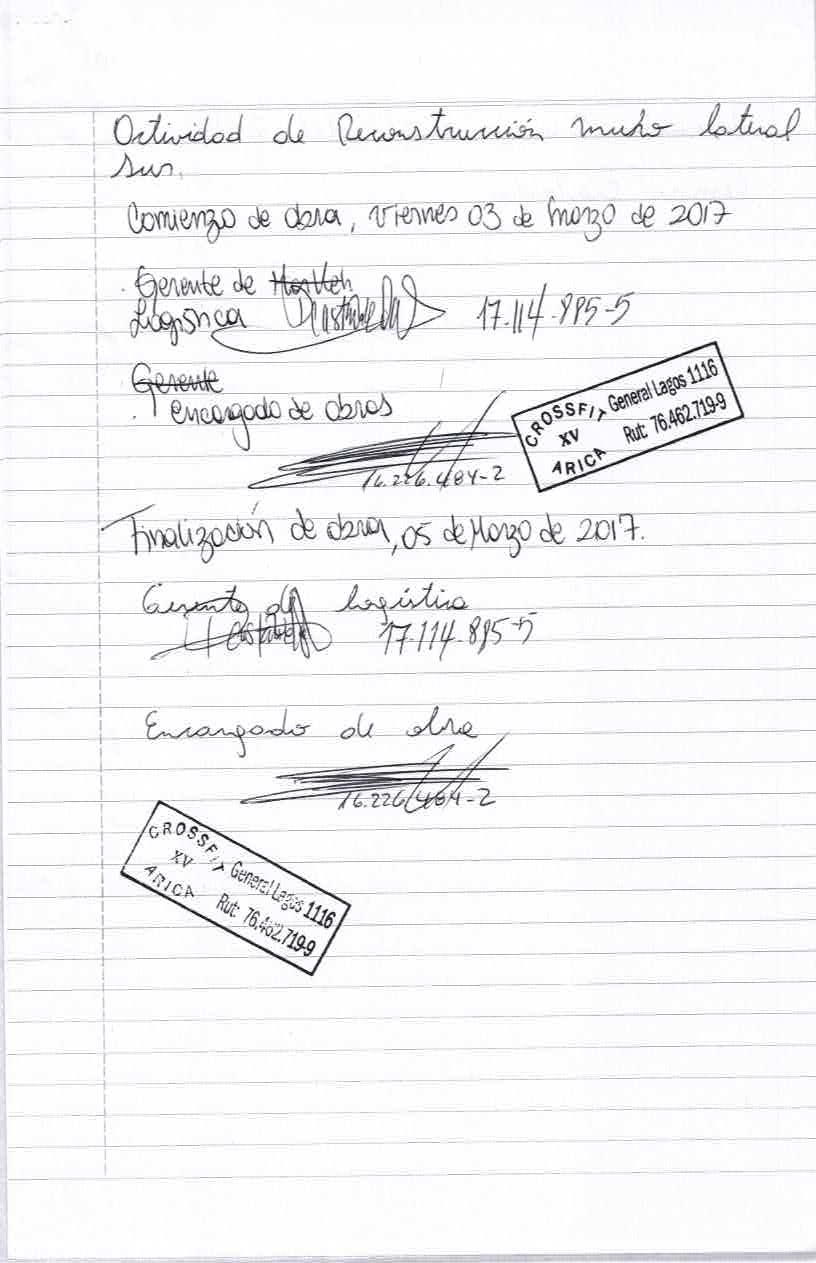 Actividad de Reconstrucción muro lateral
sur.
Comienzo de obra, viernes 03 de marzo de 2017
. Gerente de
Logística 17.114.885-5
Gerente
. encargado de obras
16.226.484-2
CROSSFIT XV ARICA
General Lagos 1116
Rut: 76.462.719-9
Finalización de obra, 05 de Marzo de 2017.
Gerente de logística
17.114.885-5
Encargado de obra
16.226.484-2
CROSSFIT XV ARICA
General Lagos 1116
Rut: 76.462.719-9